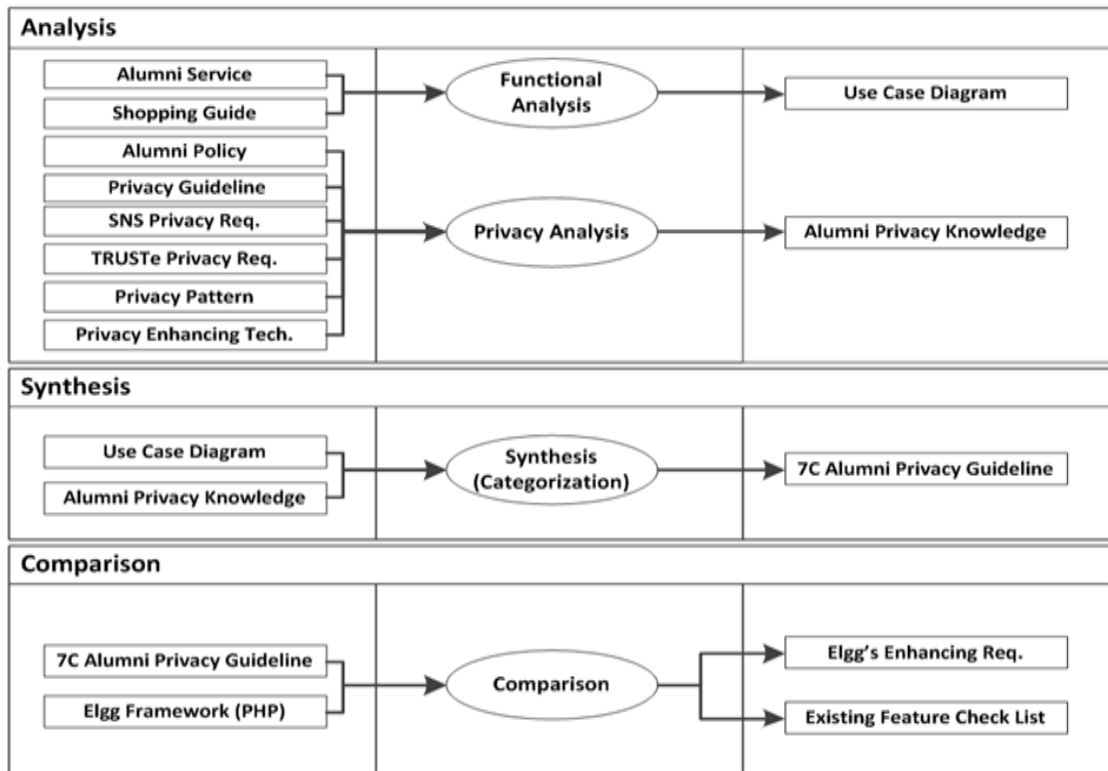 Analysis
Alumni Service
Shopping Guide
Alumni Policy
Privacy Guideline
SNS Privacy Req.
TRUSTe Privacy Req.
Privacy Pattern
Privacy Enhancing Tech.
Functional
Analysis
Privacy Analysis
Use Case Diagram
Alumni Privacy Knowledge
Synthesis
Use Case Diagram
Alumni Privacy Knowledge
Synthesis
(Categorization)
7C Alumni Privacy Guideline
Comparison
7C Alumni Privacy Guideline
Elgg Framework (PHP)
Comparison
Elgg's Enhancing Req.
Existing Feature Check List